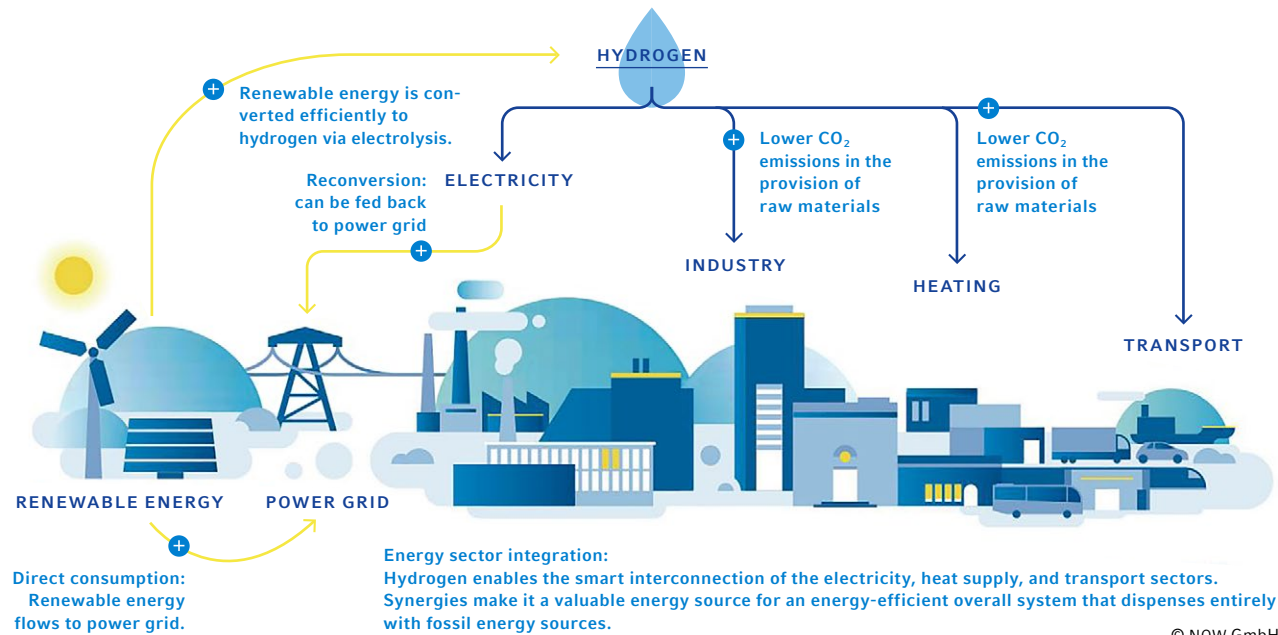 HYDROGEN
Renewable energy is con-
verted efficiently to
hydrogen via electrolysis.
Lower CO₂
emissions in the
provision of
raw materials
Lower CO₂
emissions in the
provision of
raw materials
Reconversion:
can be fed back
to power grid
ELECTRICITY
INDUSTRY
HEATING
TRANSPORT
RENEWABLE ENERGY
POWER GRID
Direct consumption:
Renewable energy
flows to power grid.
Energy sector integration:
Hydrogen enables the smart interconnection of the electricity, heat supply, and transport sectors.
Synergies make it a valuable energy source for an energy-efficient overall system that dispenses entirely
with fossil energy sources.
© NOW GmbH